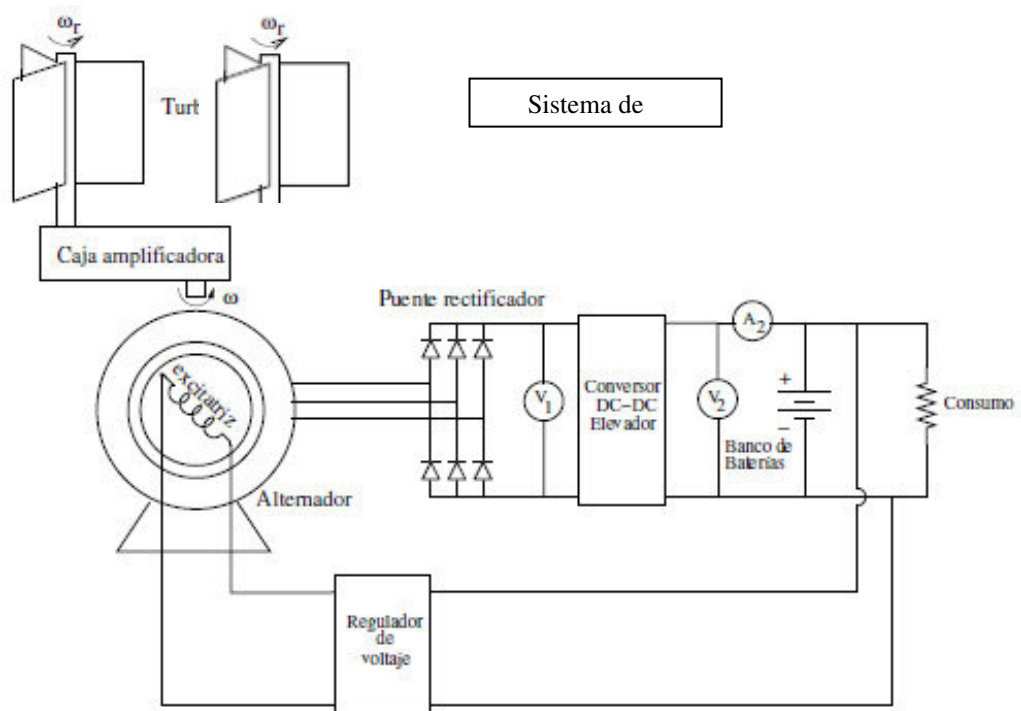 ωr
ωr
Turt
Sistema de
Caja amplificadora
ω
Puente rectificador
excitatriz
Alternador
V1
Conversor
DC-DC
Elevador
V2
A2
+
−
Banco de
Baterías
Consumo
Regulador
de
voltaje